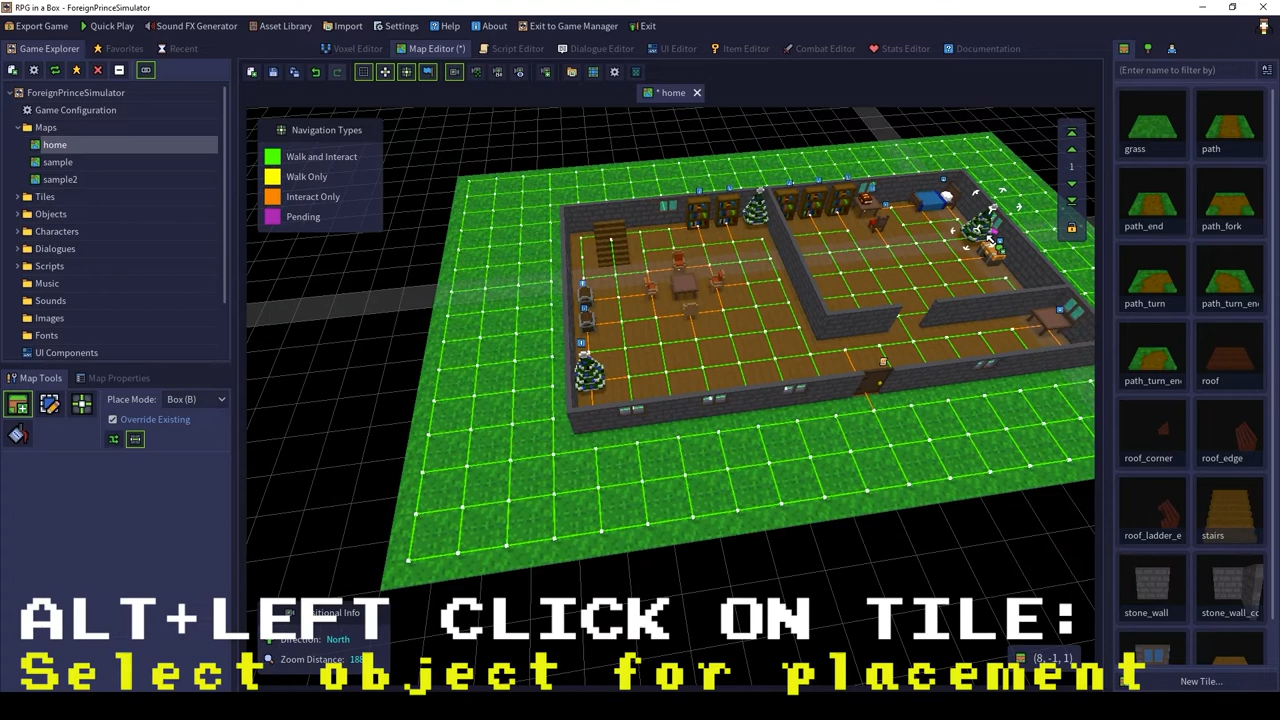 RPG in a Box - ForeignPrinceSimulator
Export Game Quick Play Sound FX Generator Asset Library Import Settings Help About Exit to Game Manager Exit
Game Explorer Favorites Recent
Voxel Editor Map Editor (*) Script Editor Dialogue Editor UI Editor Item Editor Combat Editor Stats Editor Documentation
* home
(Enter name to filter by)
ForeignPrinceSimulator
Game Configuration
Maps
home
sample
sample2
Tiles
Objects
Characters
Dialogues
Scripts
Music
Sounds
Images
Fonts
UI Components
Map Tools Map Properties
Place Mode: Box (B)
Override Existing
Navigation Types
Walk and Interact
Walk Only
Interact Only
Pending
1
grass path
path_end path_fork
path_turn path_turn_en
path_turn_en roof
roof_corner roof_edge
roof_ladder_e stairs
stone_wall stone_wall_co
New Tile...
Direction: North
Zoom Distance: 188
(8, -1, 1)
ALT+LEFT CLICK ON TILE:
Select object for placement